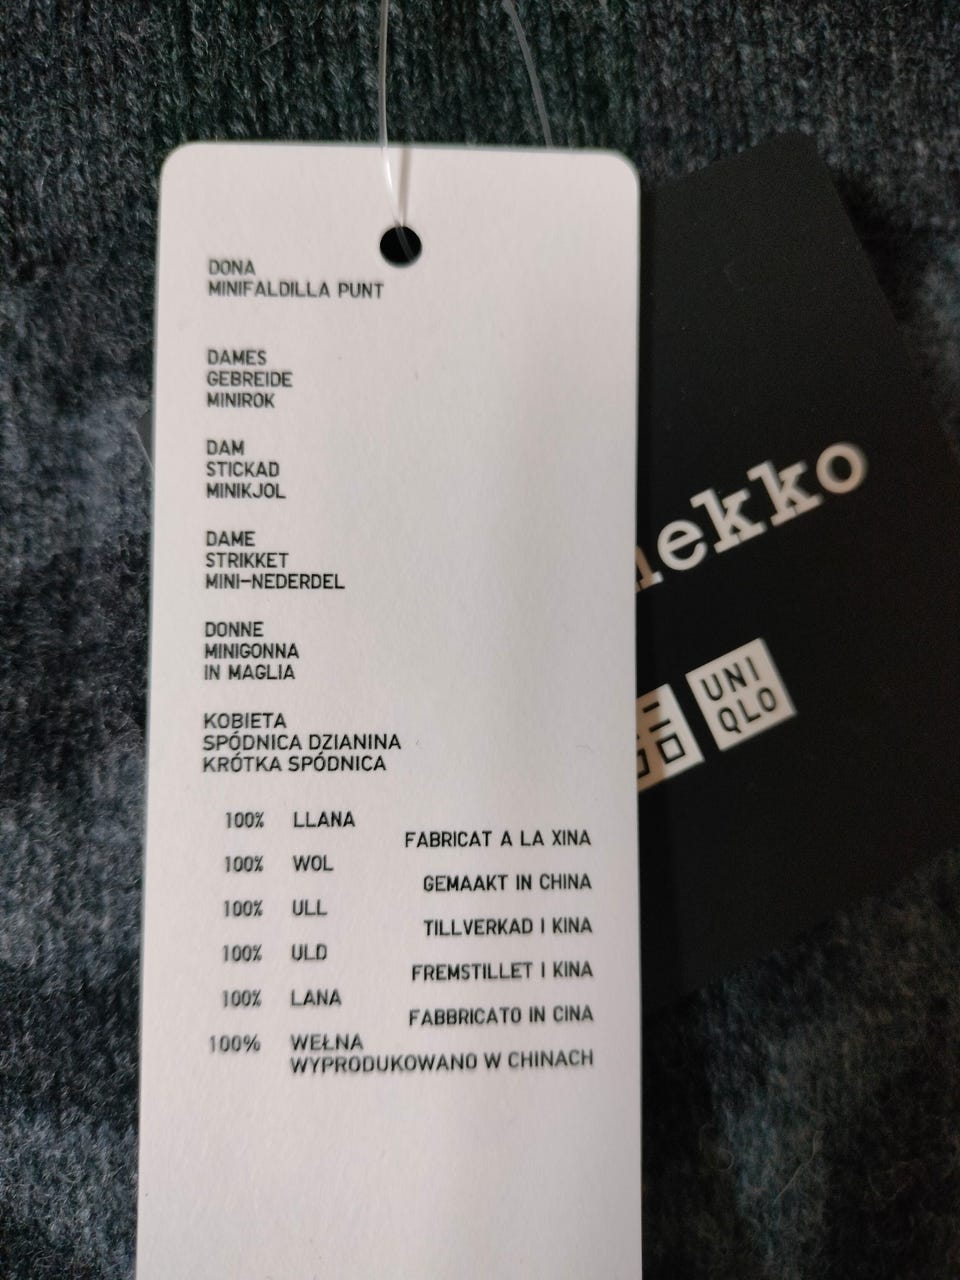 DONA
MINIFALDILLA PUNT
DAMES
GEBREIDE
MINIROK
DAM
STICKAD
MINIKJOL
DAME
STRIKKET
MINI-NEDERDEL
DONNE
MINIGONNA
IN MAGLIA
KOBIETA
SPÓDNICA DZIANINA
KRÓTKA SPÓDNICA
100% LLANA
FABRICAT A LA XINA
100% WOL
GEMAAKT IN CHINA
100% ULL
TILLVERKAD I KINA
100% ULD
FREMSTILLET I KINA
100% LANA
FABBRICATO IN CINA
100% WEŁNA
WYPRODUKOWANO W CHINACH
ekko
UNI
QLO